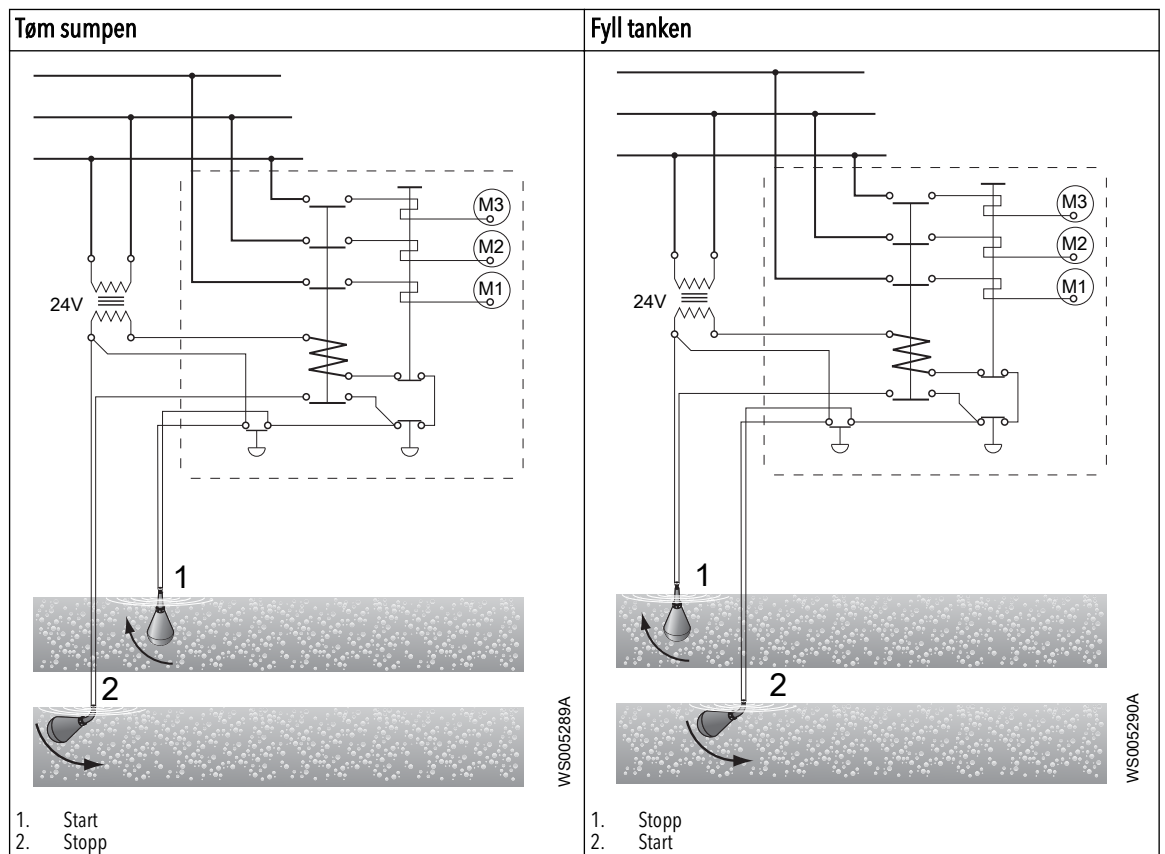 Tøm sumpen
M3
M2
M1
24V
1
2
WS005289A
1. Start
2. Stopp
Fyll tanken
M3
M2
M1
24V
1
2
WS005290A
1. Stopp
2. Start